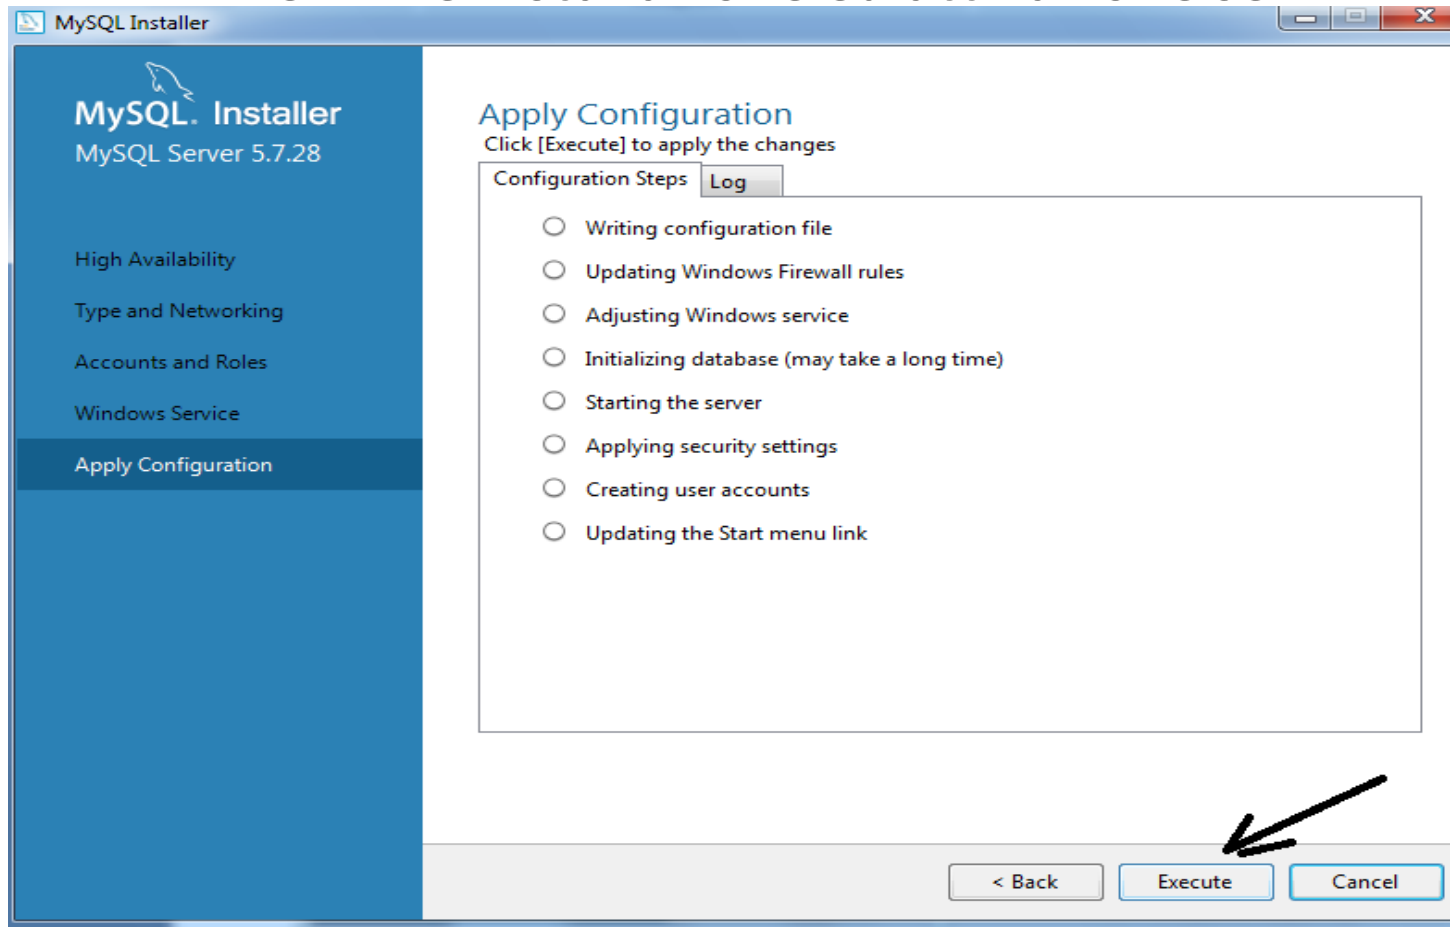 MySQL Installer
MySQL. Installer
MySQL Server 5.7.28
High Availability
Type and Networking
Accounts and Roles
Windows Service
Apply Configuration
Apply Configuration
Click [Execute] to apply the changes
Configuration Steps Log
Writing configuration file
Updating Windows Firewall rules
Adjusting Windows service
Initializing database (may take a long time)
Starting the server
Applying security settings
Creating user accounts
Updating the Start menu link
< Back Execute Cancel